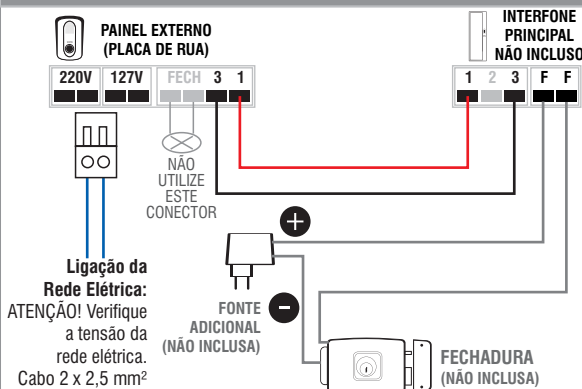 PAINEL EXTERNO
(PLACA DE RUA)
INTERFONE
PRINCIPAL
NÃO INCLUSO
220V 127V FECH 3 1
1 2 3 F F
NÃO
UTILIZE
ESTE
CONECTOR
+
Ligação da
Rede Elétrica:
ATENÇÃO! Verifique
a tensão da
rede elétrica.
Cabo 2 x 2,5 mm²
-
FONTE
ADICIONAL
(NÃO INCLUSA)
FECHADURA
(NÃO INCLUSA)